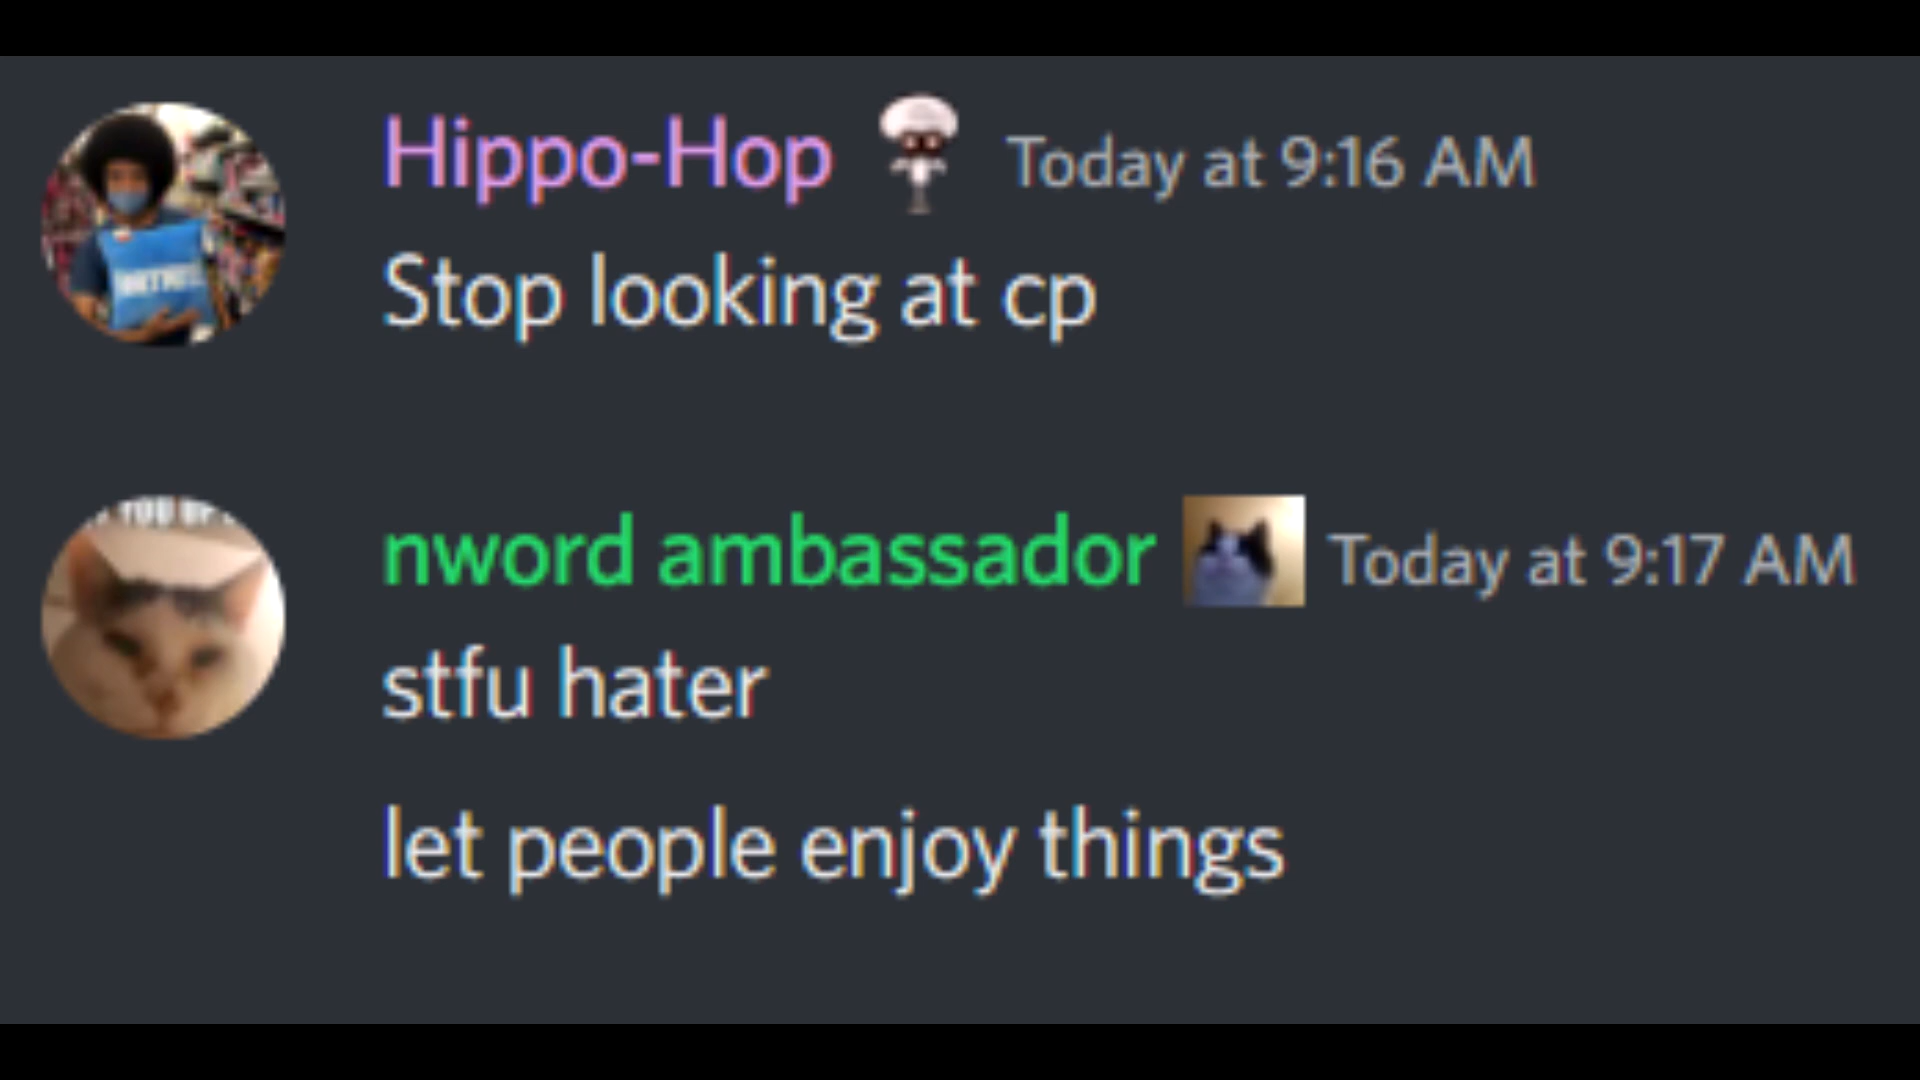 Hippo-Hop Today at 9:16 AM
Stop looking at cp
YOU
nword ambassador Today at 9:17 AM
stfu hater
let people enjoy things